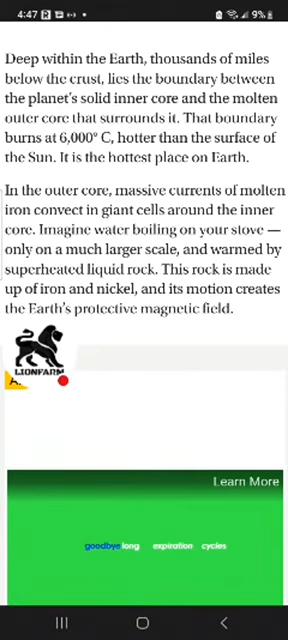 4:47
9%
Deep within the Earth, thousands of miles
below the crust, lies the boundary between
the planet's solid inner core and the molten
outer core that surrounds it. That boundary
burns at 6,000° C, hotter than the surface of
the Sun. It is the hottest place on Earth.
In the outer core, massive currents of molten
iron convect in giant cells around the inner
core. Imagine water boiling on your stove —
only on a much larger scale, and warmed by
superheated liquid rock. This rock is made
up of iron and nickel, and its motion creates
the Earth's protective magnetic field.
LIONFARM
Learn More
goodbye long expiration cycles